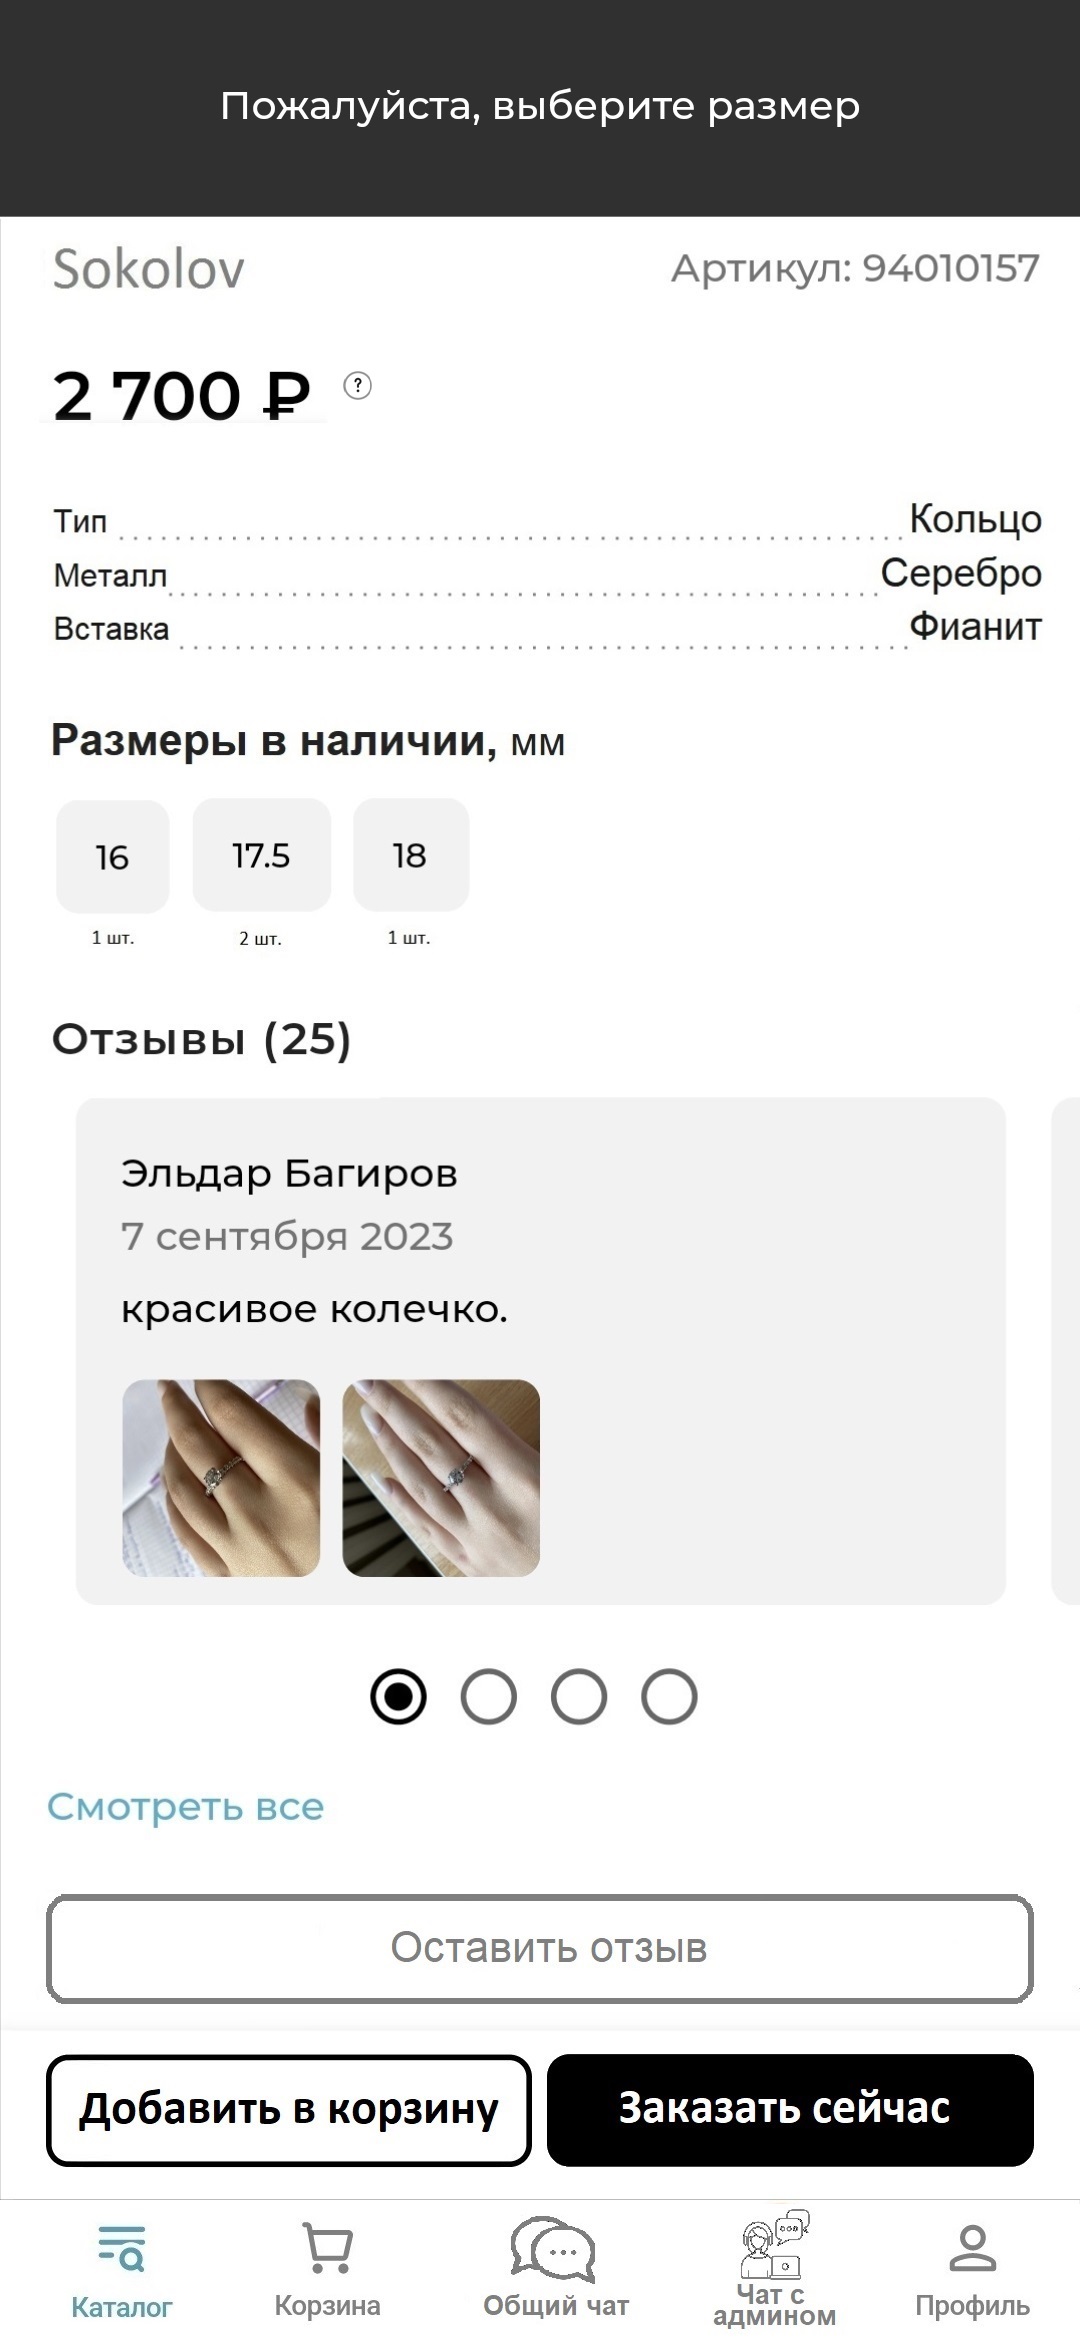 Пожалуйста, выберите размер
Sokolov
Артикул: 94010157
2 700 ₽ ?
Тип Кольцо
Металл Серебро
Вставка Фианит
Размеры в наличии, мм
16 17.5 18
1 шт. 2 шт. 1 шт.
Отзывы (25)
Эльдар Багиров
7 сентября 2023
красивое колечко.
Смотреть все
Оставить отзыв
Добавить в корзину Заказать сейчас
Каталог Корзина Общий чат Чат с админом Профиль